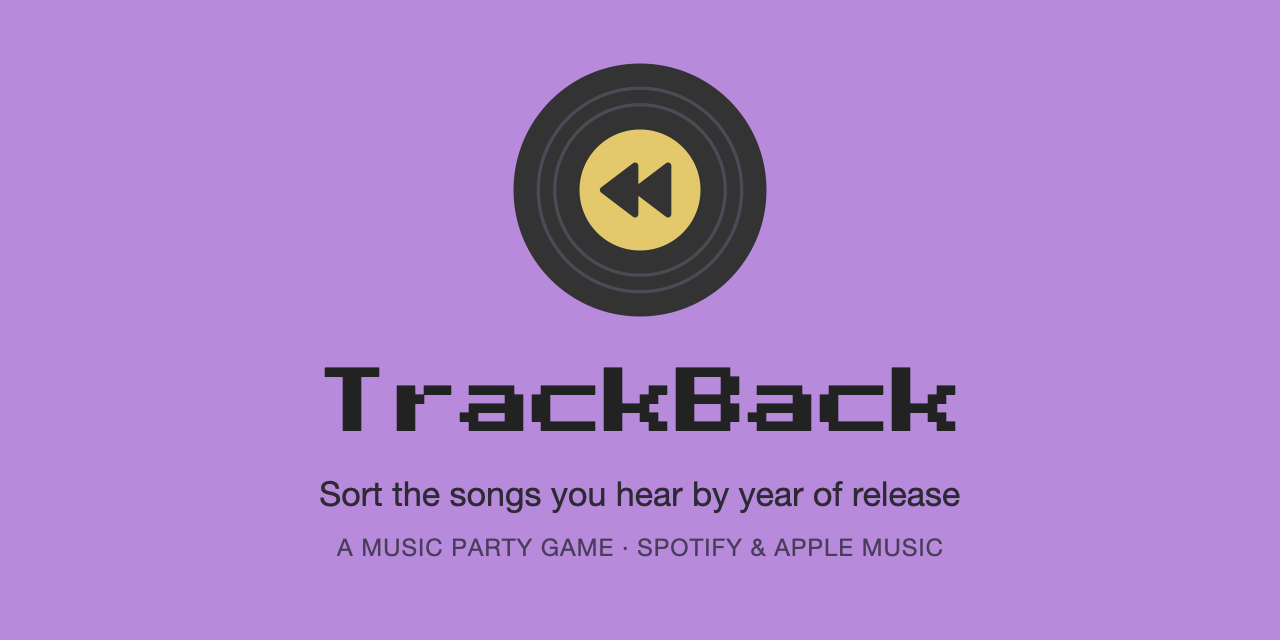 TrackBack
Sort the songs you hear by year of release
A MUSIC PARTY GAME · SPOTIFY & APPLE MUSIC